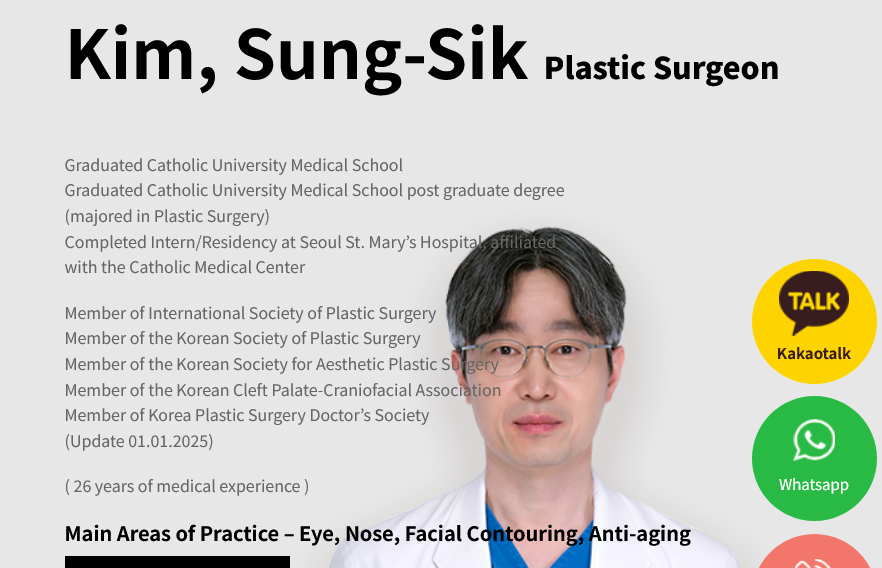 Kim, Sung-Sik Plastic Surgeon
Graduated Catholic University Medical School
Graduated Catholic University Medical School post graduate degree
(majored in Plastic Surgery)
Completed Intern/Residency at Seoul St. Mary’s Hospital, affiliated
with the Catholic Medical Center
Member of International Society of Plastic Surgery
Member of the Korean Society of Plastic Surgery
Member of the Korean Society for Aesthetic Plastic Surgery
Member of the Korean Cleft Palate-Craniofacial Association
Member of Korea Plastic Surgery Doctor’s Society
(Update 01.01.2025)
( 26 years of medical experience )
Main Areas of Practice – Eye, Nose, Facial Contouring, Anti-aging
TALK
Kakaotalk
Whatsapp